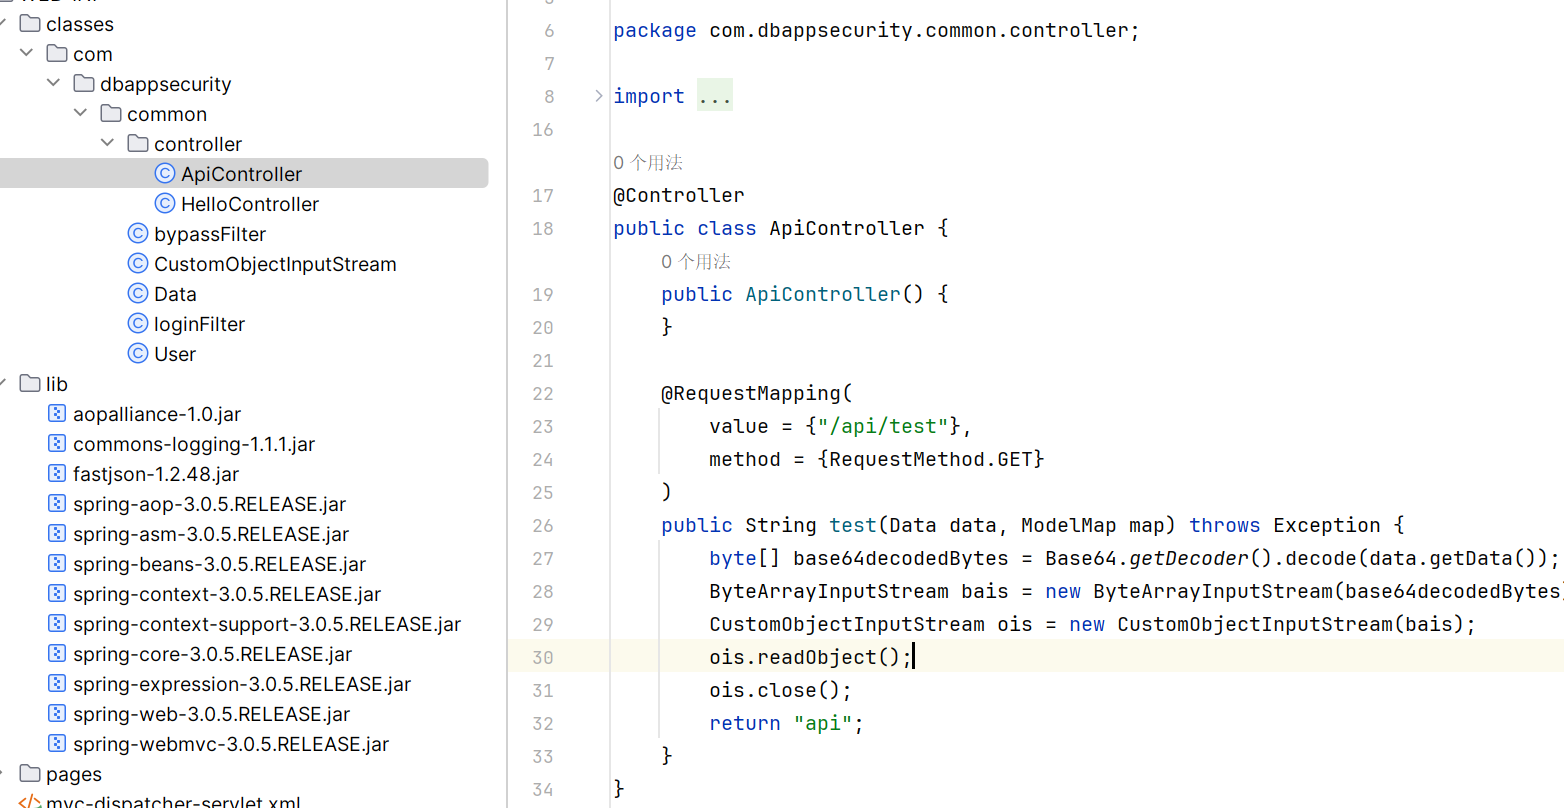 classes
com
dbappsecurity
common
controller
ApiController
HelloController
bypassFilter
CustomObjectInputStream
Data
loginFilter
User
lib
aopalliance-1.0.jar
commons-logging-1.1.1.jar
fastjson-1.2.48.jar
spring-aop-3.0.5.RELEASE.jar
spring-asm-3.0.5.RELEASE.jar
spring-beans-3.0.5.RELEASE.jar
spring-context-3.0.5.RELEASE.jar
spring-context-support-3.0.5.RELEASE.jar
spring-core-3.0.5.RELEASE.jar
spring-expression-3.0.5.RELEASE.jar
spring-web-3.0.5.RELEASE.jar
spring-webmvc-3.0.5.RELEASE.jar
pages
mvc-dispatcher-servlet.xml
6 package com.dbappsecurity.common.controller;
7
8 import ...
16
0 个用法
17 @Controller
18 public class ApiController {
0 个用法
19 public ApiController() {
20 }
21
22 @RequestMapping(
23 value = {"/api/test"},
24 method = {RequestMethod.GET}
25 )
26 public String test(Data data, ModelMap map) throws Exception {
27 byte[] base64decodedBytes = Base64.getDecoder().decode(data.getData());
28 ByteArrayInputStream bais = new ByteArrayInputStream(base64decodedBytes)
29 CustomObjectInputStream ois = new CustomObjectInputStream(bais);
30 ois.readObject();
31 ois.close();
32 return "api";
33 }
34 }